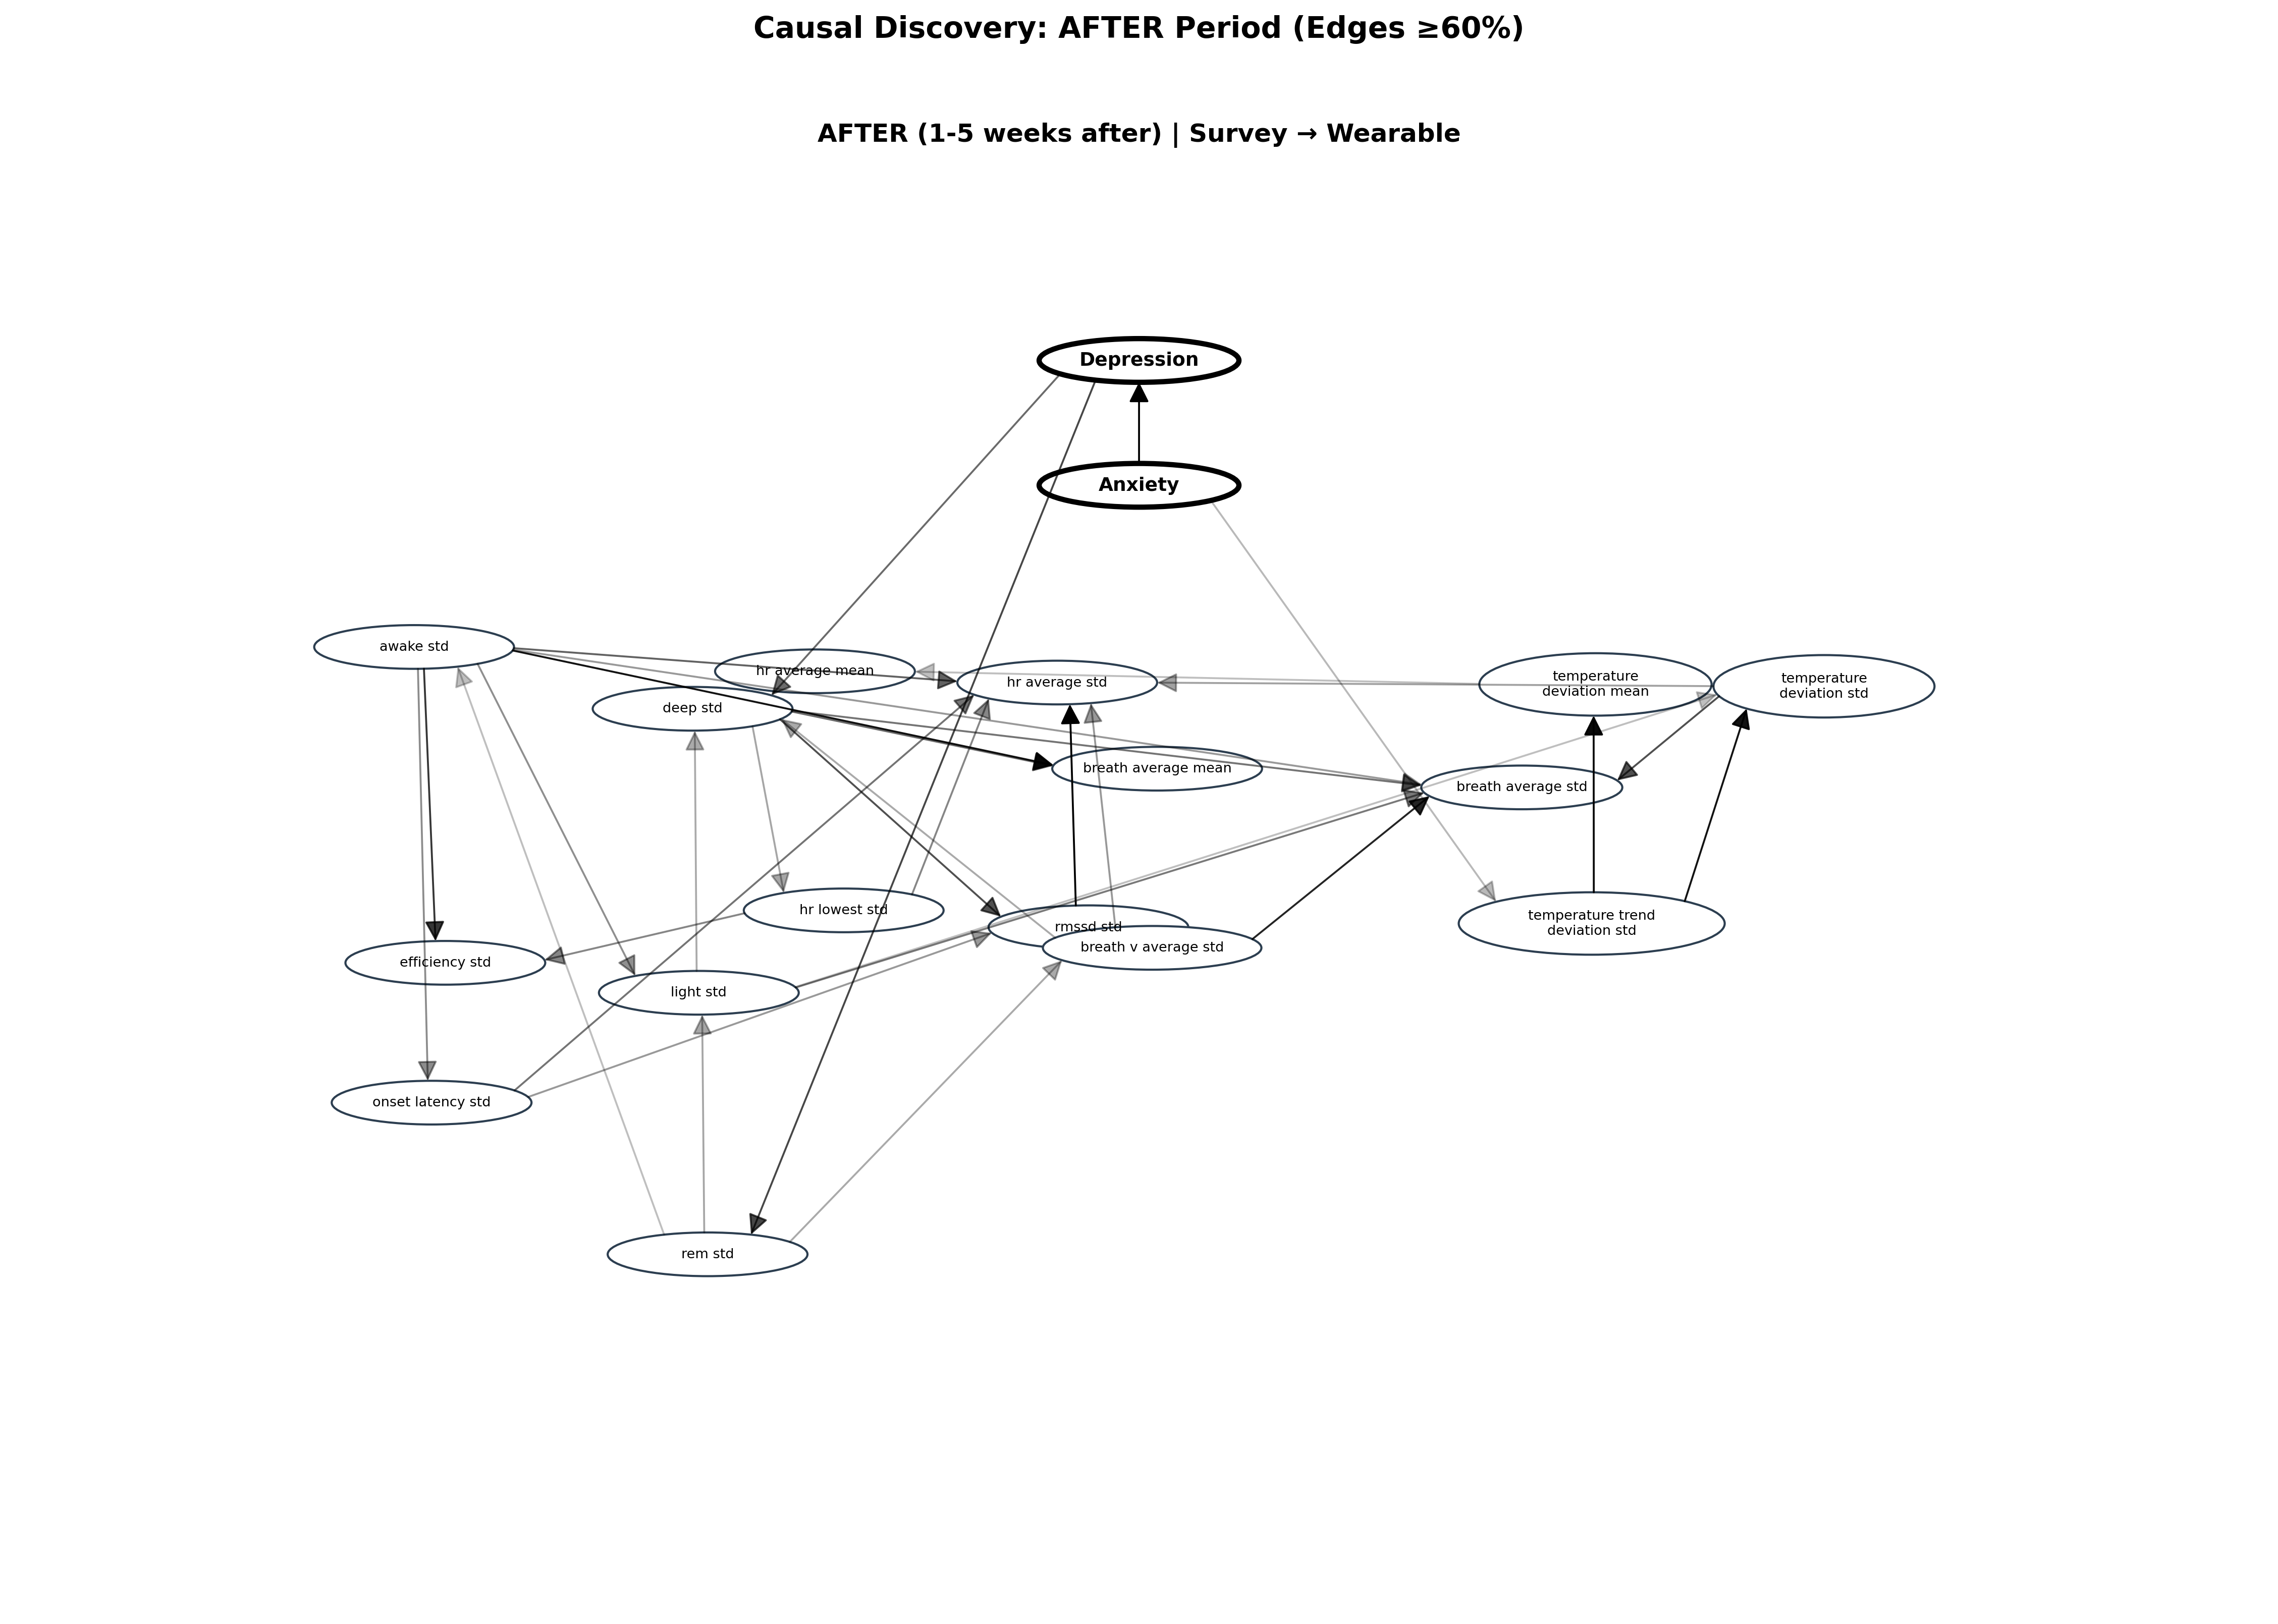 Causal Discovery: AFTER Period (Edges ≥60%)
AFTER (1-5 weeks after) | Survey → Wearable
Depression
Anxiety
awake std
hr average mean
hr average std
temperature
deviation mean
temperature
deviation std
deep std
breath average mean
breath average std
hr lowest std
rmssd std
breath v average std
temperature trend
deviation std
efficiency std
light std
onset latency std
rem std